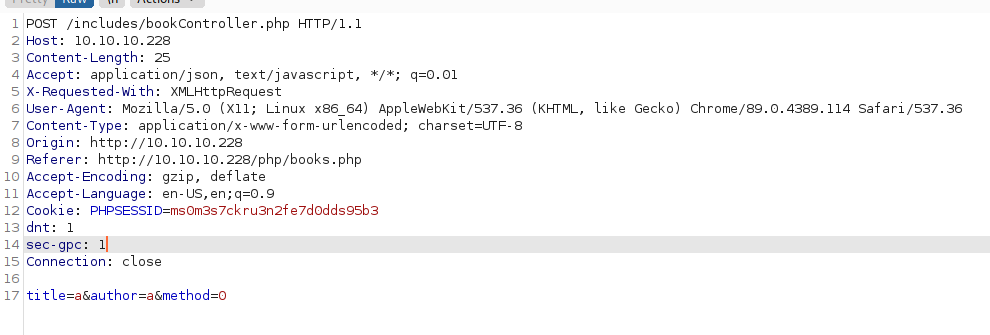 Pretty Raw \n Actions
1 POST /includes/bookController.php HTTP/1.1
2 Host: 10.10.10.228
3 Content-Length: 25
4 Accept: application/json, text/javascript, */*; q=0.01
5 X-Requested-With: XMLHttpRequest
6 User-Agent: Mozilla/5.0 (X11; Linux x86_64) AppleWebKit/537.36 (KHTML, like Gecko) Chrome/89.0.4389.114 Safari/537.36
7 Content-Type: application/x-www-form-urlencoded; charset=UTF-8
8 Origin: http://10.10.10.228
9 Referer: http://10.10.10.228/php/books.php
10 Accept-Encoding: gzip, deflate
11 Accept-Language: en-US,en;q=0.9
12 Cookie: PHPSESSID=ms0m3s7ckru3n2fe7d0dds95b3
13 dnt: 1
14 sec-gpc: 1
15 Connection: close
16
17 title=a&author=a&method=0